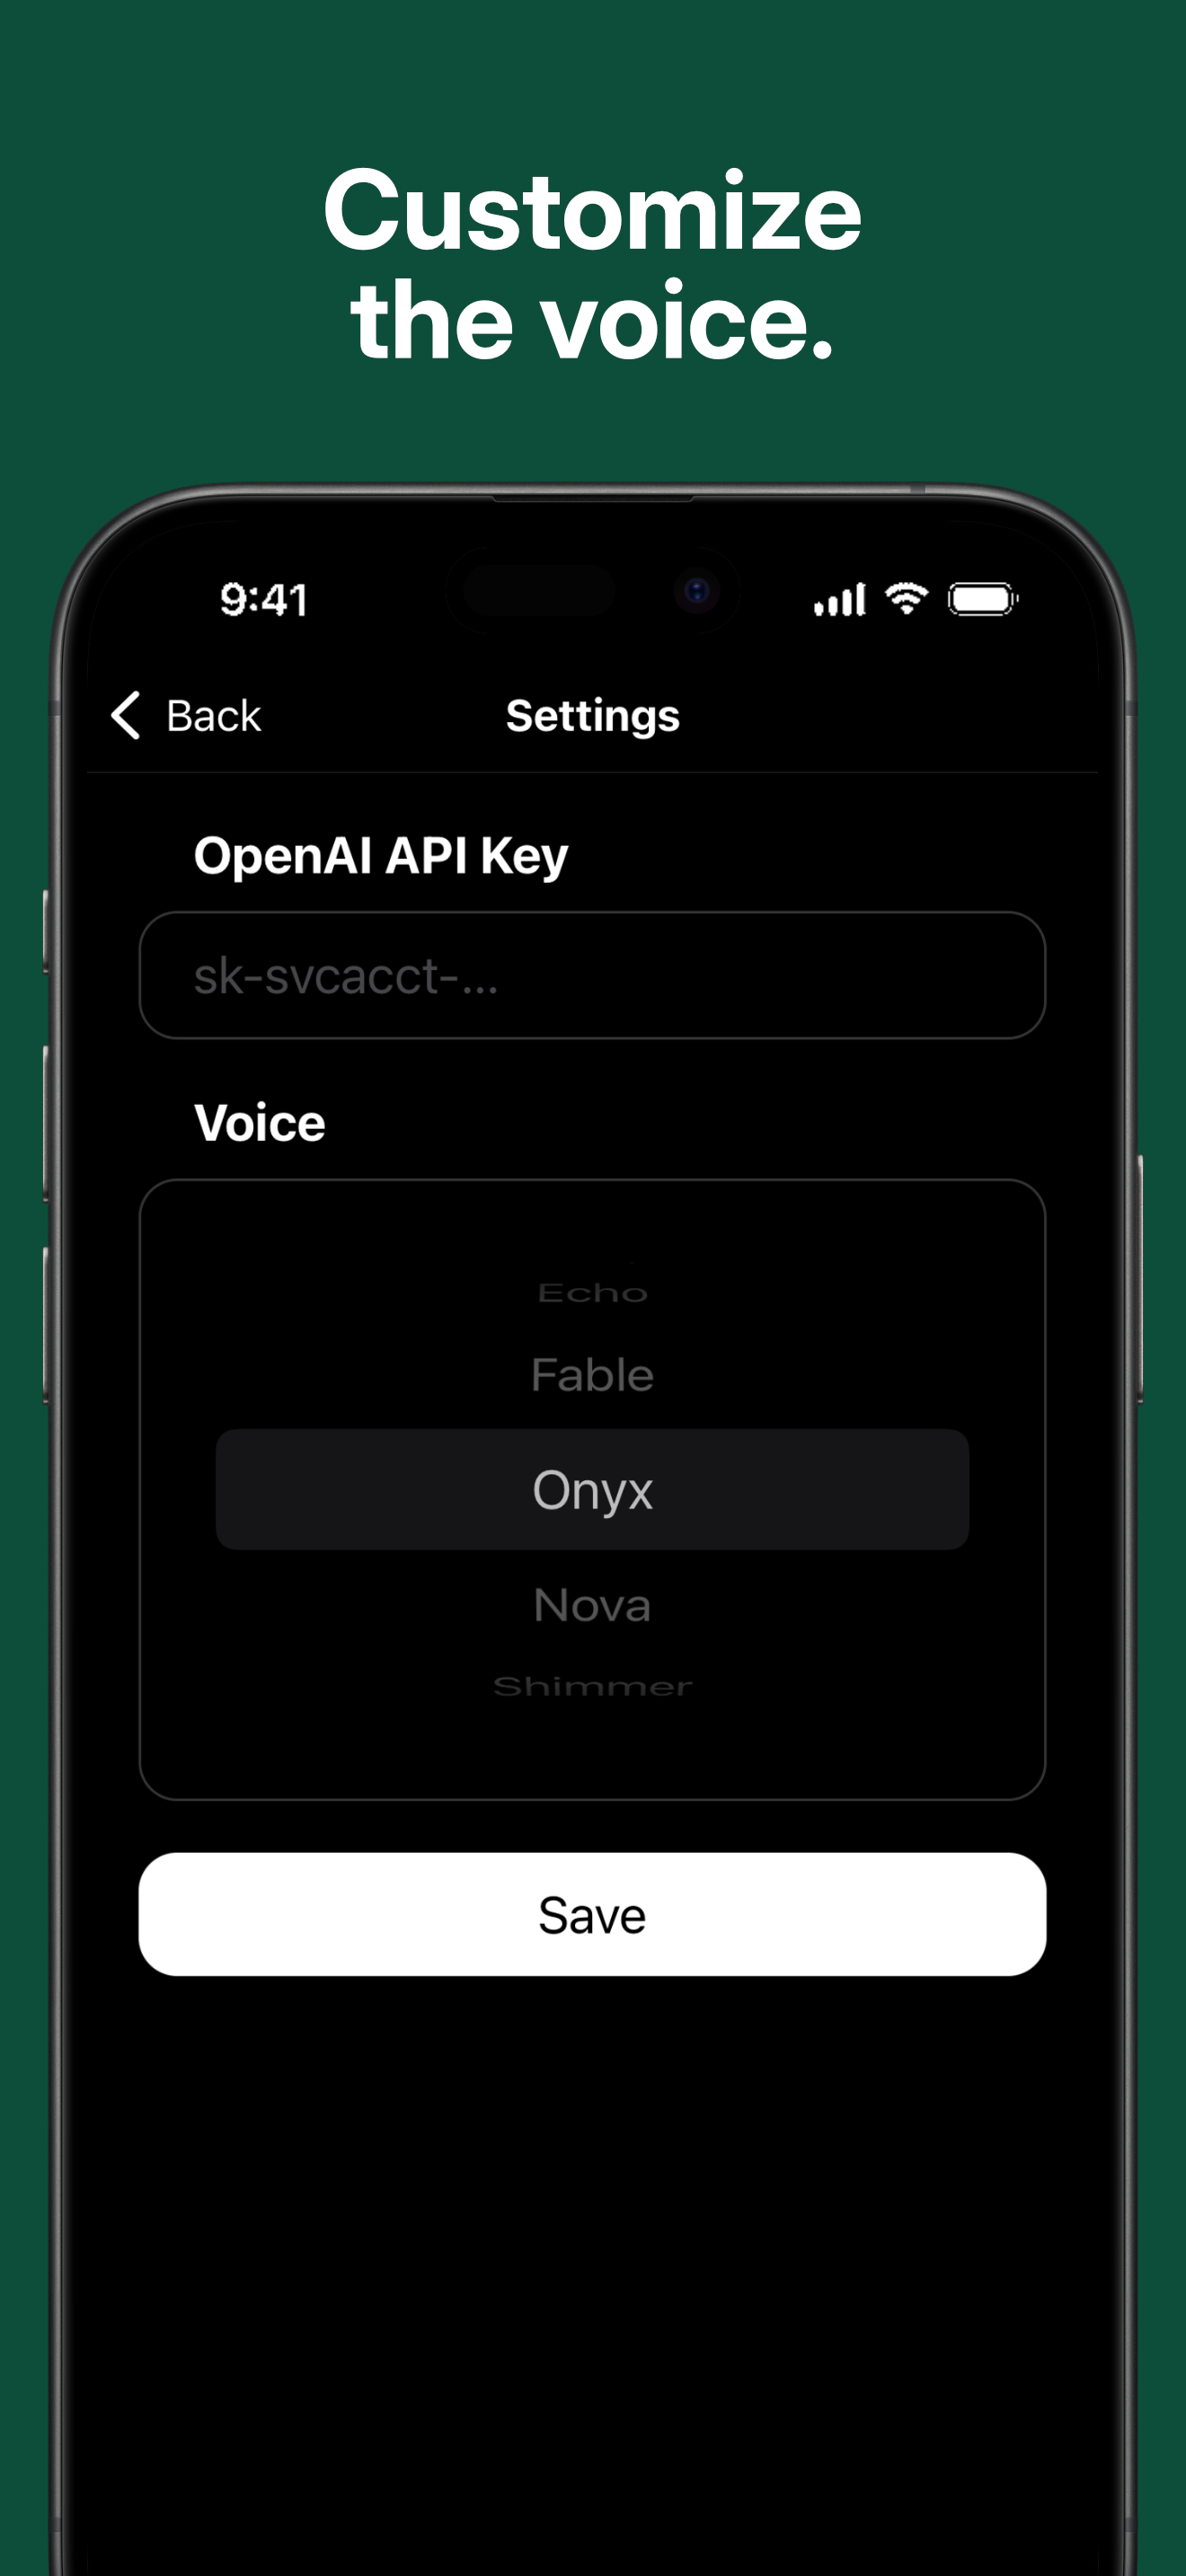 Customize
the voice.
9:41
Back
Settings
OpenAI API Key
sk-svcacct-...
Voice
Echo
Fable
Onyx
Nova
Shimmer
Save